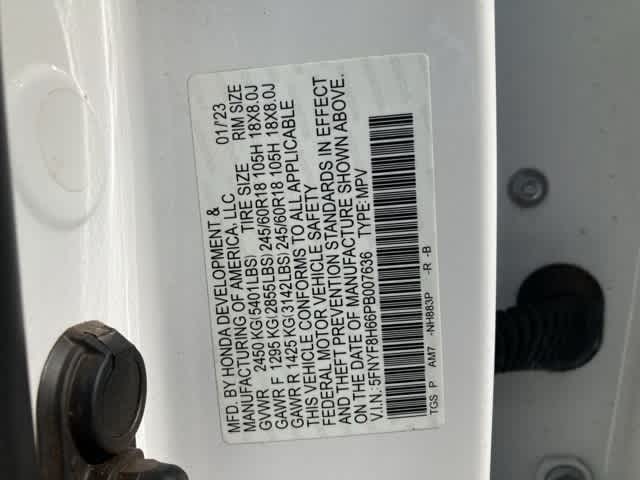 MFD. BY HONDA DEVELOPMENT &
MANUFACTURING OF AMERICA, LLC 01/'23
TIRE SIZE RIM SIZE
GVWR 2450 KG(5401LBS)
GAWR F 1295 KG(2855LBS) 245/60R18 105H 18X8.0J
GAWR R 1425 KG(3142LBS) 245/60R18 105H 18X8.0J
THIS VEHICLE CONFORMS TO ALL APPLICABLE
FEDERAL MOTOR VEHICLE SAFETY
AND THEFT PREVENTION STANDARDS IN EFFECT
ON THE DATE OF MANUFACTURE SHOWN ABOVE.
V.I.N.: 5FNYF8H66PB007636 TYPE: MPV
TGS P AM7 -NH883P -R -B